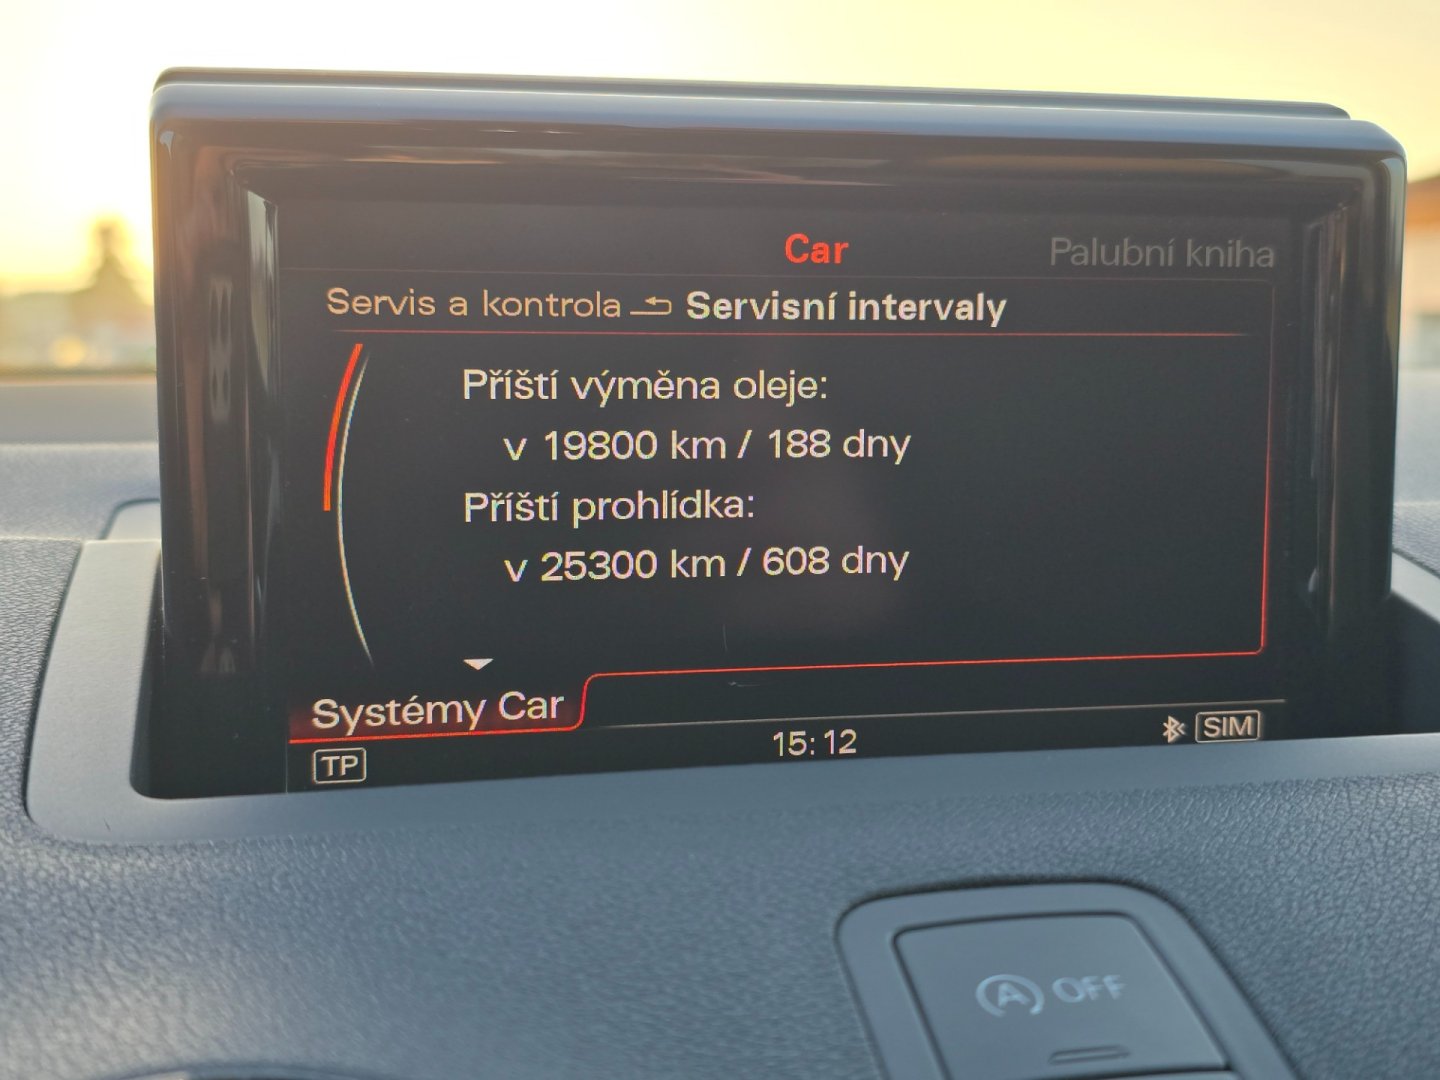 Car Palubní kniha
Servis a kontrola Servisní intervaly
Příští výměna oleje:
v 19800 km / 188 dny
Příští prohlídka:
v 25300 km / 608 dny
Systémy Car
TP 15:12 SIM
A OFF